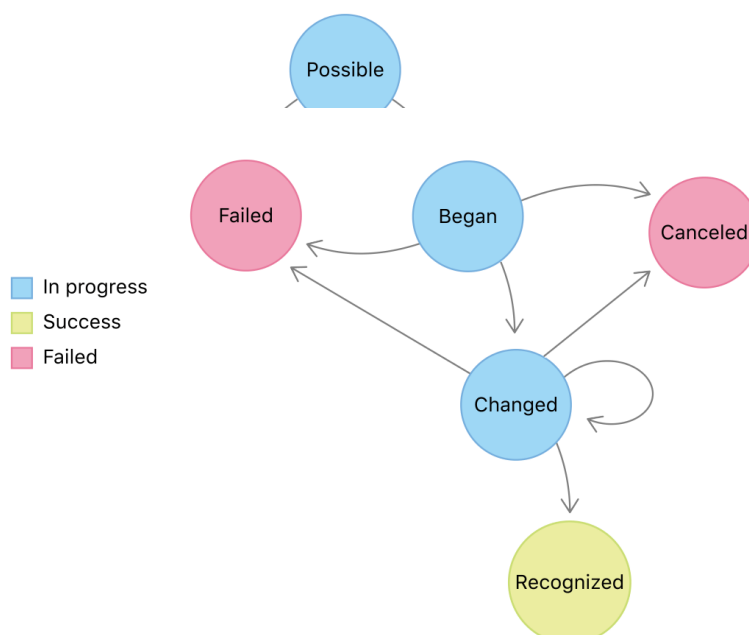 Possible
Failed
Began
Canceled
In progress
Success
Failed
Changed
Recognized